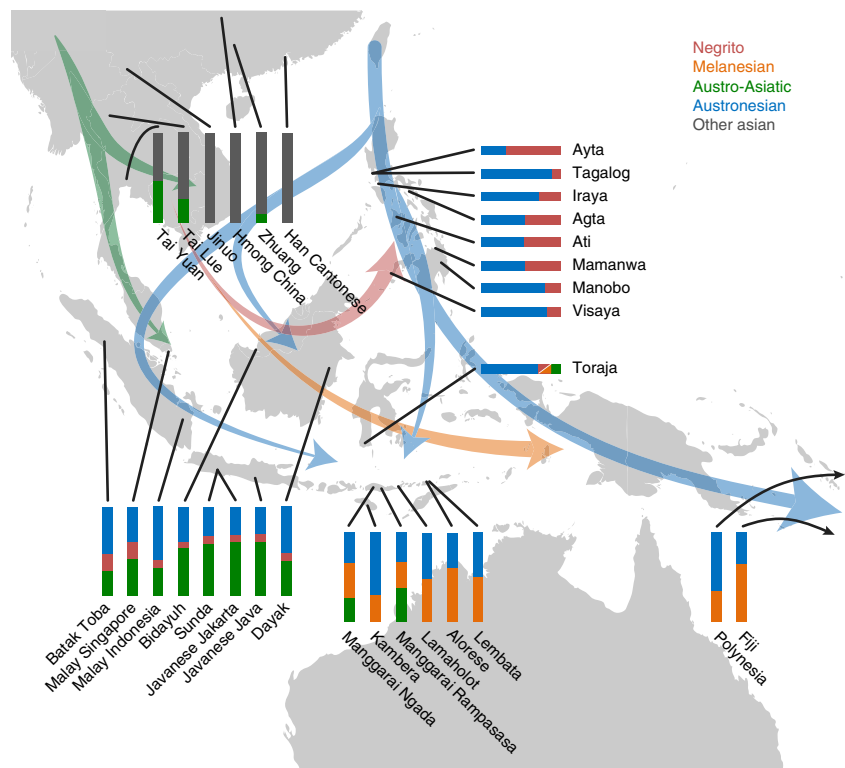 Negrito
Melanesian
Austro-Asiatic
Austronesian
Other asian
Ayta
Tagalog
Iraya
Agta
Ati
Mamanwa
Manobo
Visaya
Toraja
Tai Yuan
Tai Lue
Jinuo
Hmong China
Zhuang
Han Cantonese
Batak Toba
Malay Singapore
Malay Indonesia
Bidayuh
Sunda
Javanese Jakarta
Javanese Java
Dayak
Manggarai Ngada
Kambera
Manggarai Rampasasa
Lamaholot
Alorese
Lembata
Polynesia
Fiji